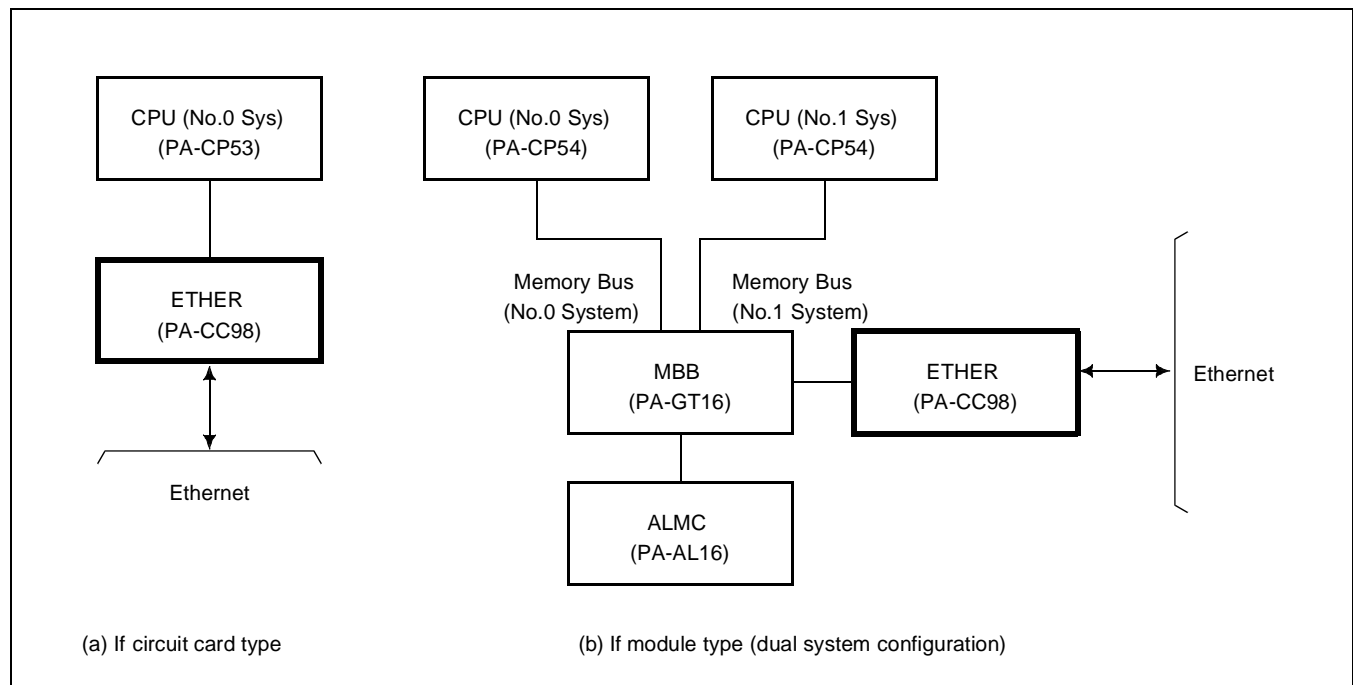 CPU (No.0 Sys)
(PA-CP53)
ETHER
(PA-CC98)
Ethernet
(a) If circuit card type
CPU (No.0 Sys)
(PA-CP54)
CPU (No.1 Sys)
(PA-CP54)
Memory Bus
(No.0 System)
Memory Bus
(No.1 System)
MBB
(PA-GT16)
ETHER
(PA-CC98)
Ethernet
ALMC
(PA-AL16)
(b) If module type (dual system configuration)